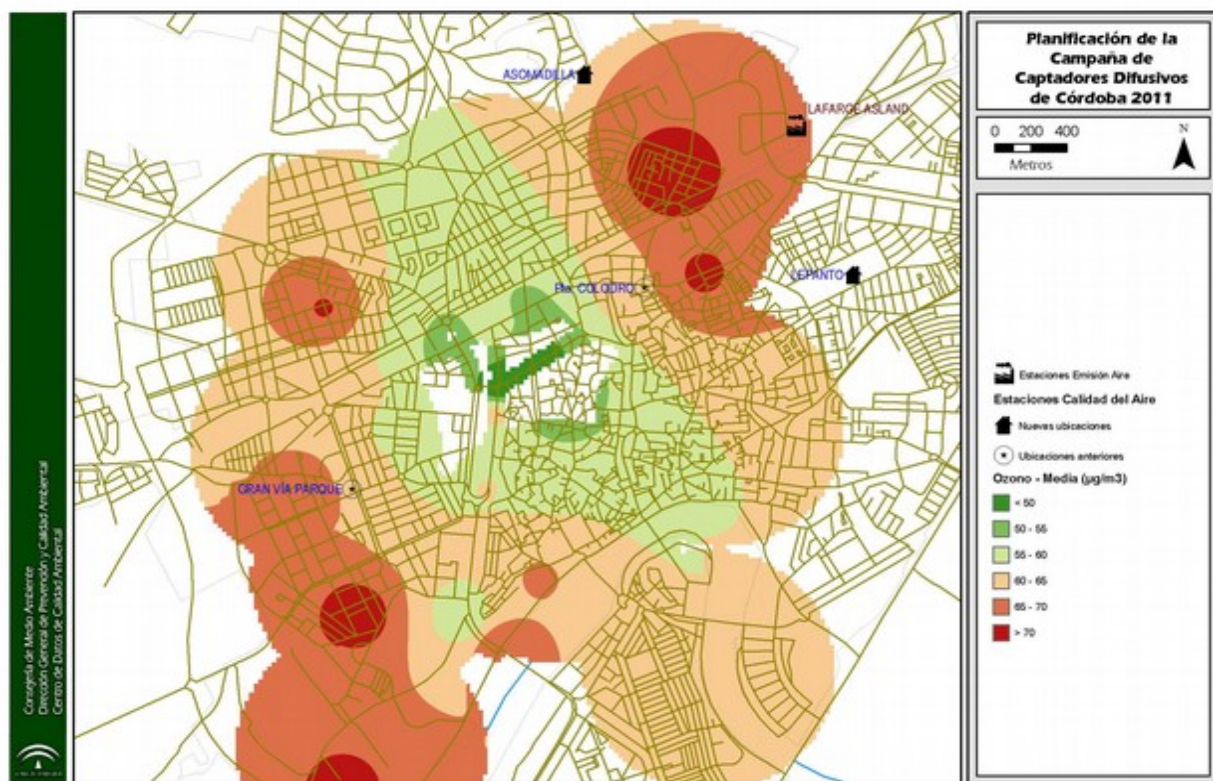 Planificación de la
Campaña de
Captadores Difusivos
de Córdoba 2011
0 200 400
Metros
N
ASOMADILLA
LAFARGE ASLAND
LEPANTO
Pta. COLODRO
GRAN VÍA PARQUE
Estaciones Emisión Aire
Estaciones Calidad del Aire
Nuevas ubicaciones
Ubicaciones anteriores
Ozono - Media (µg/m3)
< 50
50 - 55
55 - 60
60 - 65
65 - 70
> 70
Consejería de Medio Ambiente
Dirección General de Prevención y Calidad Ambiental
Centro de Datos de Calidad Ambiental